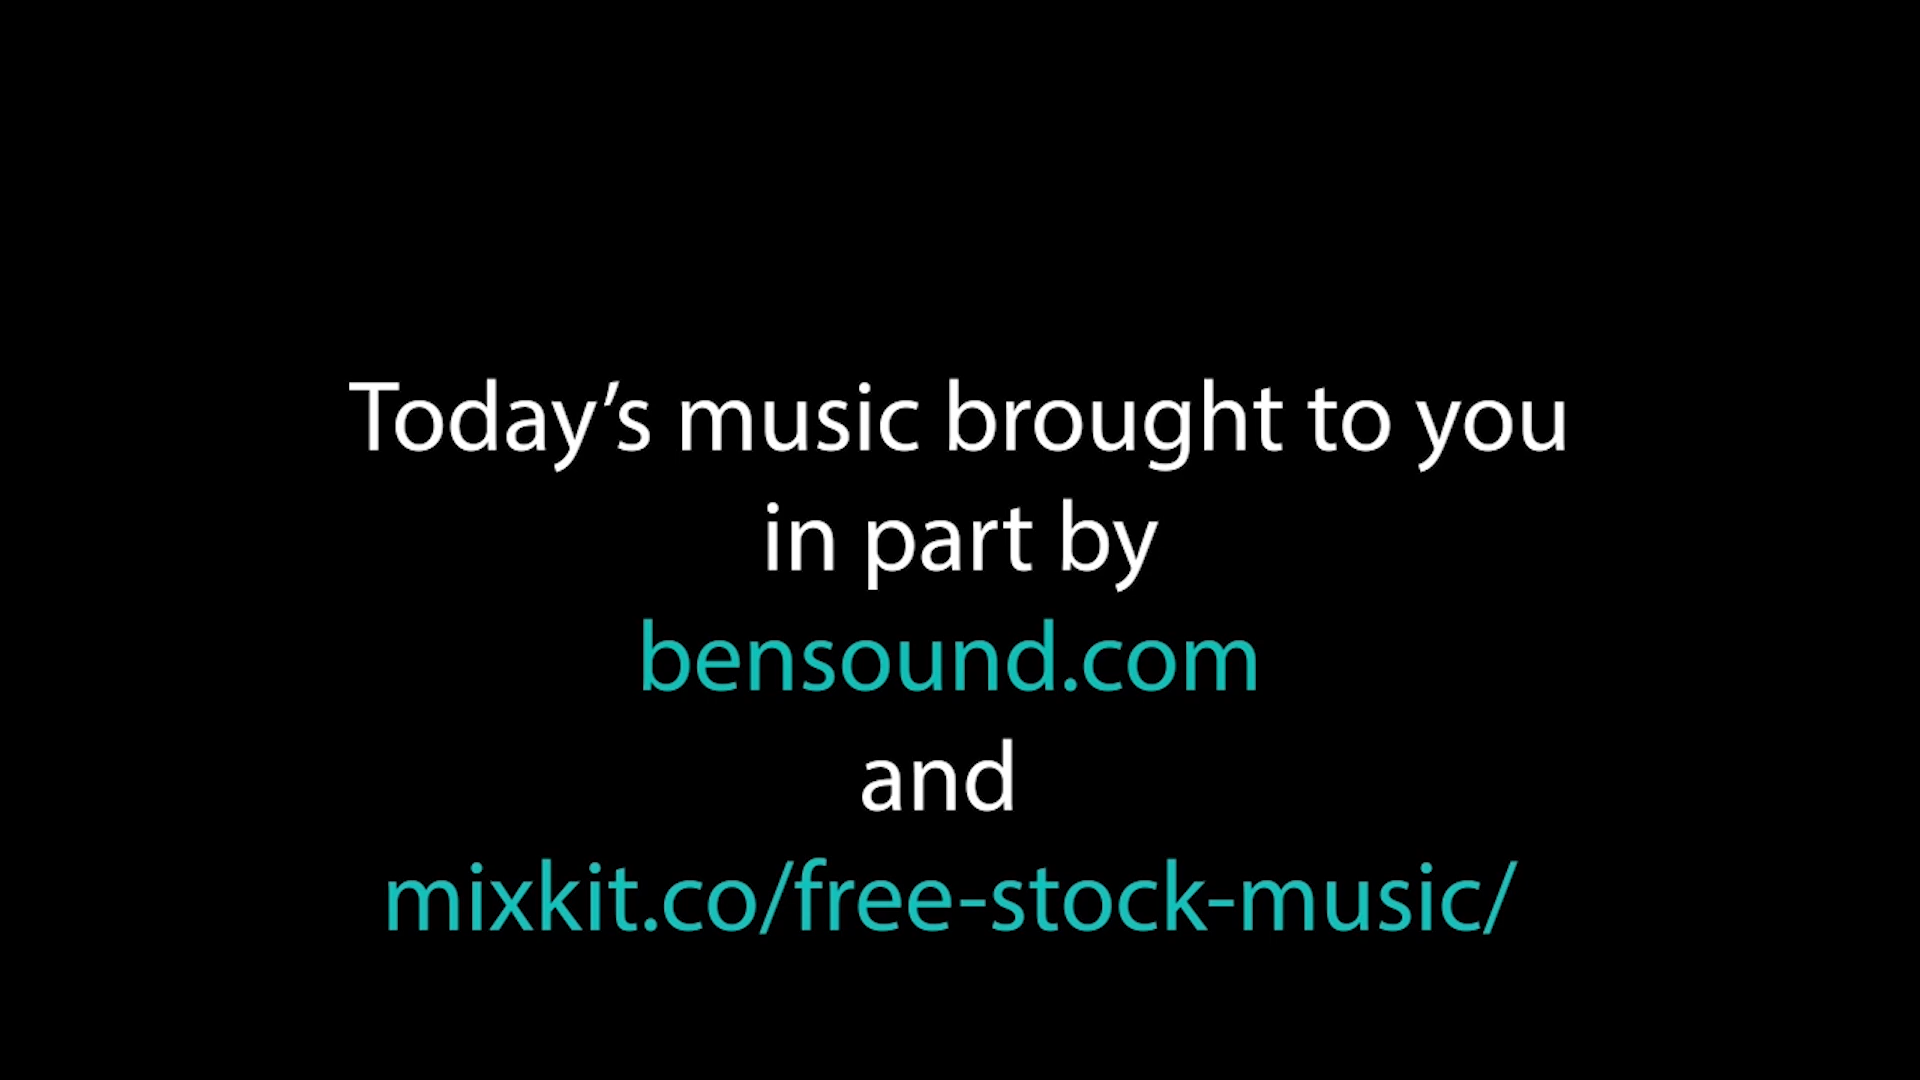 Today’s music brought to you
in part by
bensound.com
and
mixkit.co/free-stock-music/